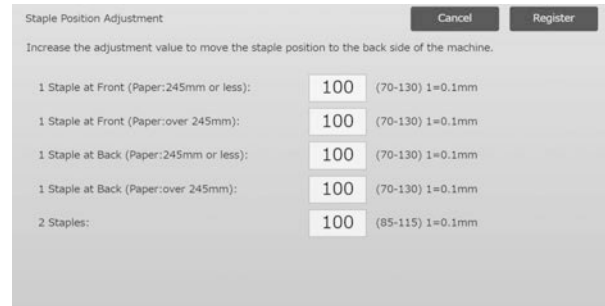 Staple Position Adjustment Cancel Register
Increase the adjustment value to move the staple position to the back side of the machine.
1 Staple at Front (Paper:245mm or less): 100 (70-130) 1=0.1mm
1 Staple at Front (Paper:over 245mm): 100 (70-130) 1=0.1mm
1 Staple at Back (Paper:245mm or less): 100 (70-130) 1=0.1mm
1 Staple at Back (Paper:over 245mm): 100 (70-130) 1=0.1mm
2 Staples: 100 (85-115) 1=0.1mm